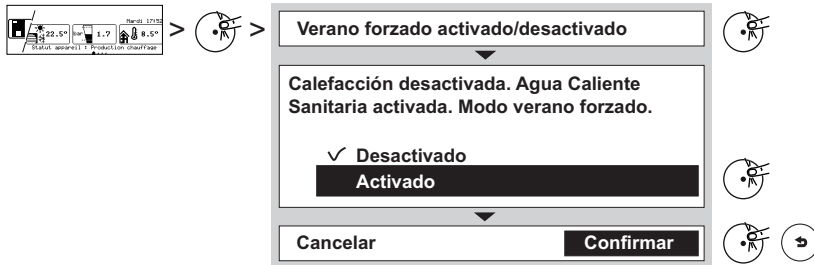 Mardi 17:52
22.5° bar 1.7 8.5°
Statut appareil : Production chauffage
> >
Verano forzado activado/desactivado
Calefacción desactivada. Agua Caliente
Sanitaria activada. Modo verano forzado.
✓ Desactivado
Activado
Cancelar Confirmar